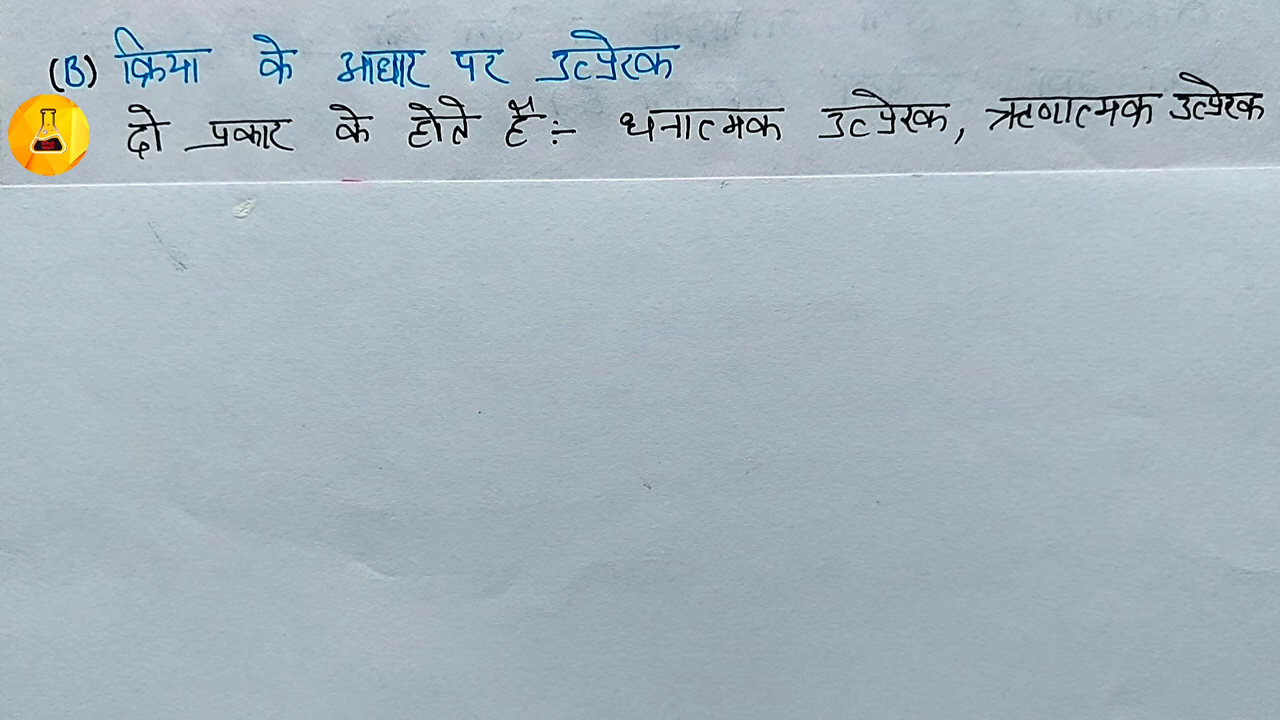 (B) क्रिया के आधार पर उत्प्रेरक
दो प्रकार के होते हैं:- धनात्मक उत्प्रेरक, ऋणात्मक उत्प्रेरक